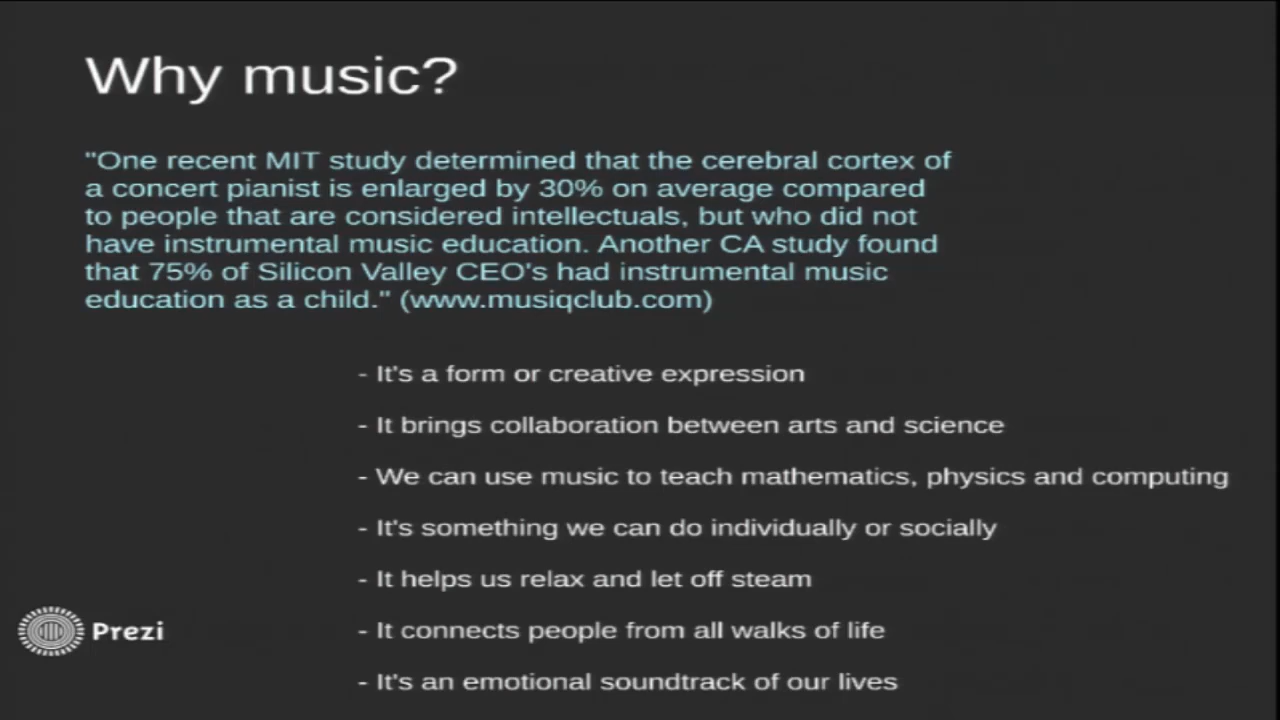 Why music?
"One recent MIT study determined that the cerebral cortex of
a concert pianist is enlarged by 30% on average compared
to people that are considered intellectuals, but who did not
have instrumental music education. Another CA study found
that 75% of Silicon Valley CEO's had instrumental music
education as a child." (www.musiqclub.com)
- It's a form or creative expression
- It brings collaboration between arts and science
- We can use music to teach mathematics, physics and computing
- It's something we can do individually or socially
- It helps us relax and let off steam
- It connects people from all walks of life
- It's an emotional soundtrack of our lives
Prezi